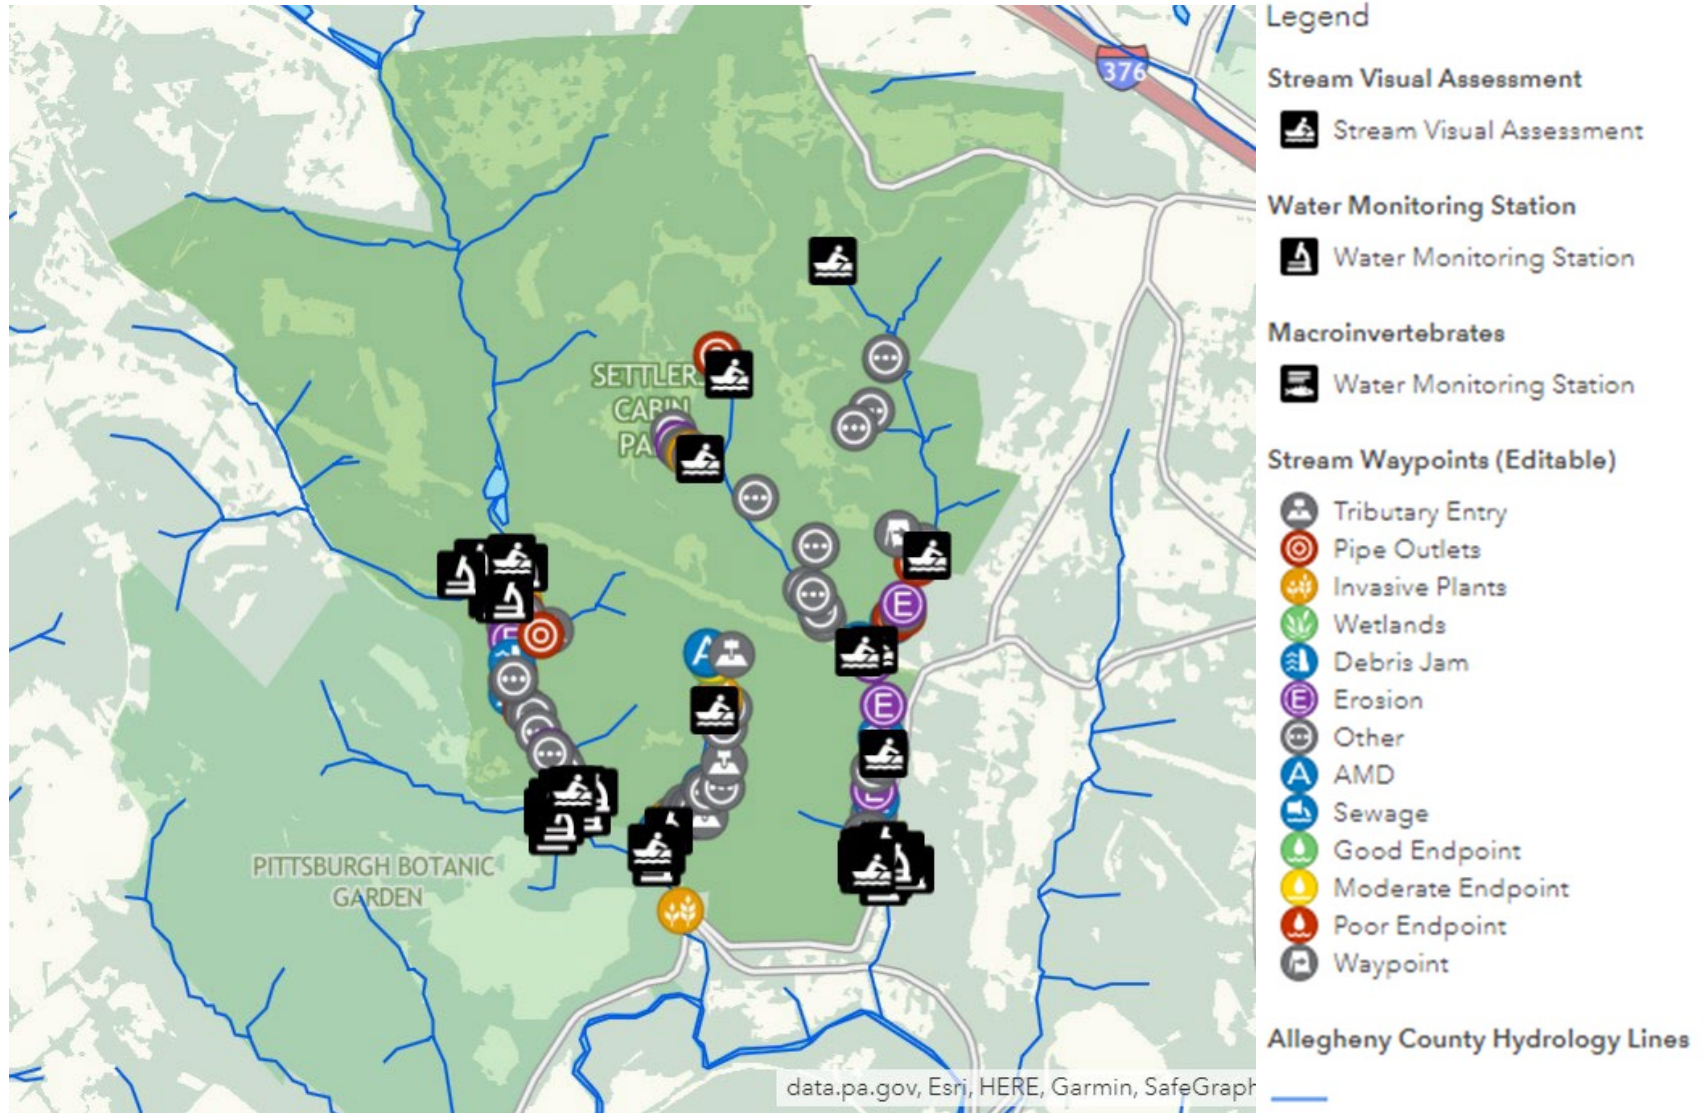 376
SETTLERS
CABIN
PA
PITTSBURGH BOTANIC
GARDEN
A
E
E
data.pa.gov, Esri, HERE, Garmin, SafeGraph
Legend
Stream Visual Assessment
Stream Visual Assessment
Water Monitoring Station
Water Monitoring Station
Macroinvertebrates
Water Monitoring Station
Stream Waypoints (Editable)
Tributary Entry
Pipe Outlets
Invasive Plants
Wetlands
Debris Jam
E Erosion
Other
A AMD
Sewage
Good Endpoint
Moderate Endpoint
Poor Endpoint
Waypoint
Allegheny County Hydrology Lines